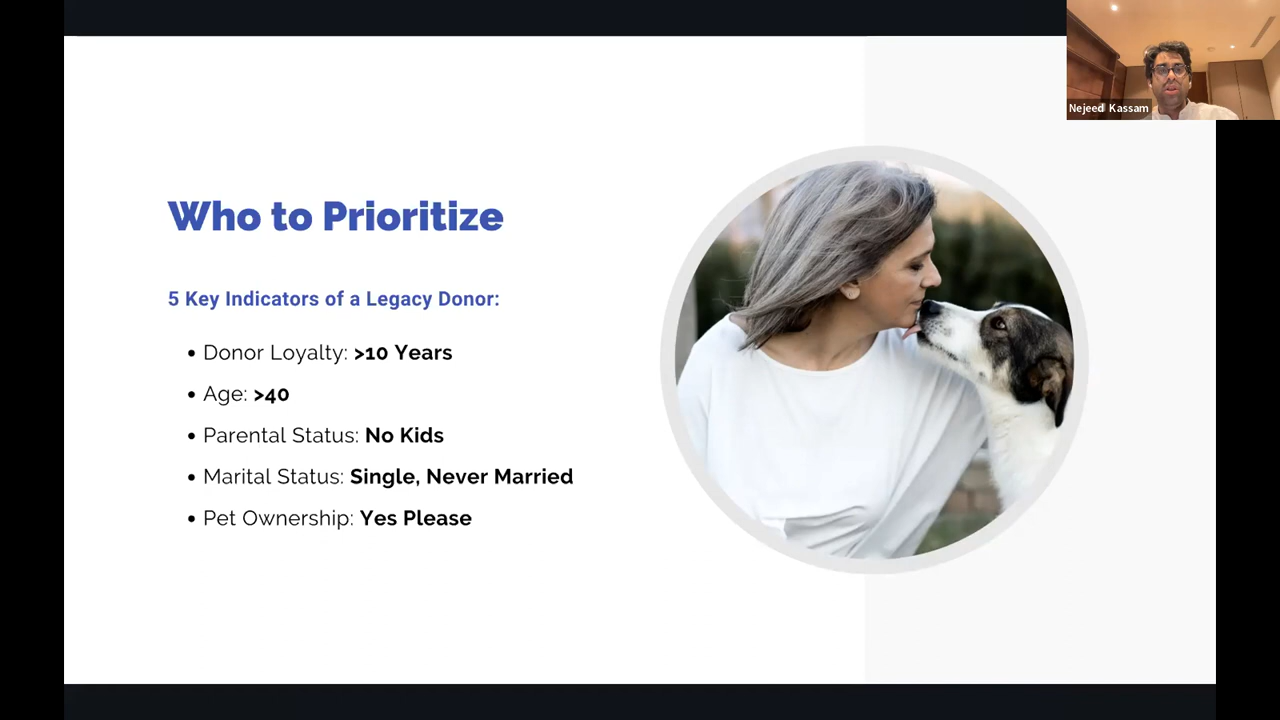 Nejeed Kassam
Who to Prioritize
5 Key Indicators of a Legacy Donor:
• Donor Loyalty: >10 Years
• Age: >40
• Parental Status: No Kids
• Marital Status: Single, Never Married
• Pet Ownership: Yes Please